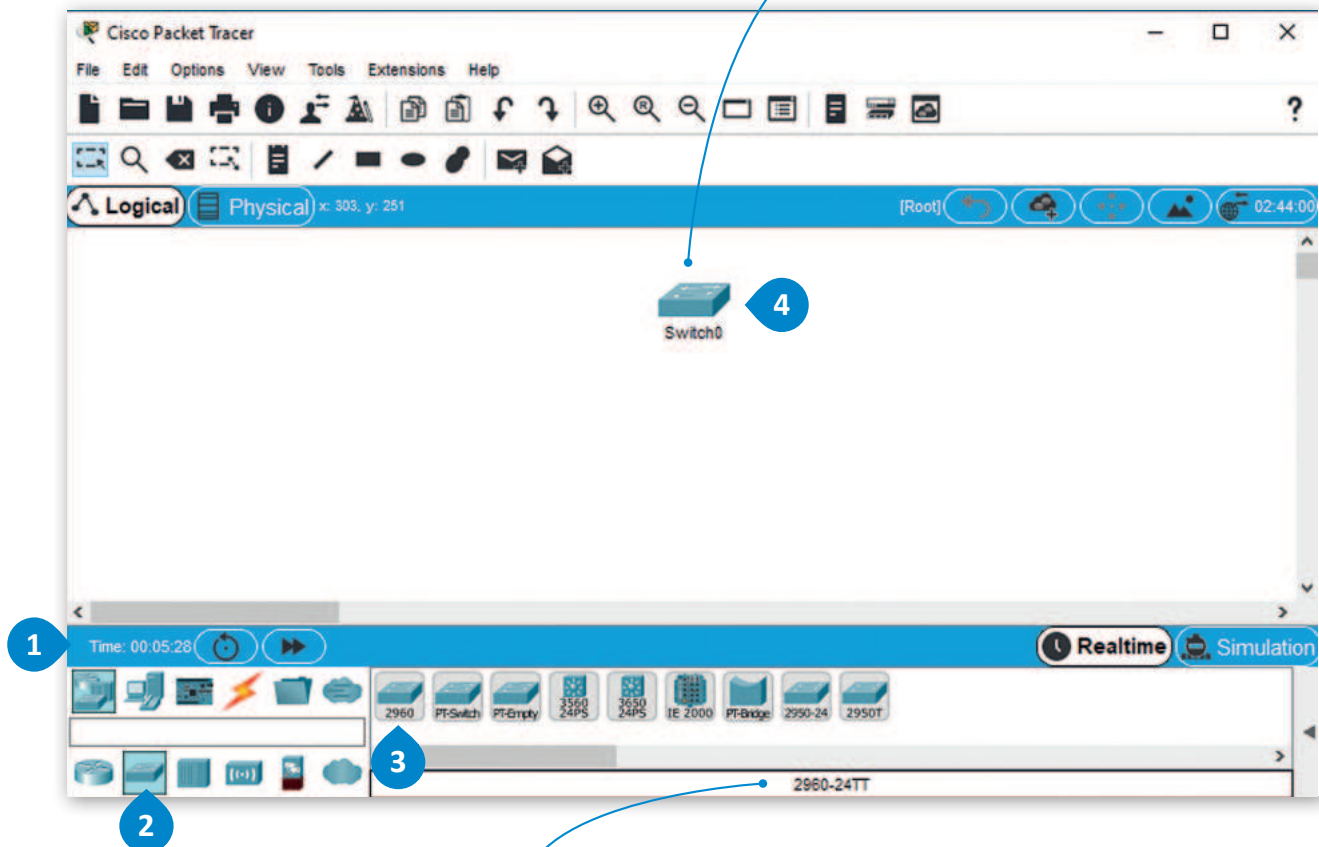 Cisco Packet Tracer
File Edit Options View Tools Extensions Help
?
Logical Physical x: 303, y: 251 [Root] 02:44:00
4
Switch0
1
Time: 00:05:28 Realtime Simulation
2960 PT-Switch PT-Empty 3560 24PS 3650 24PS IE 2000 PT-Bridge 2950-24 2950T
3
2960-24TT
2